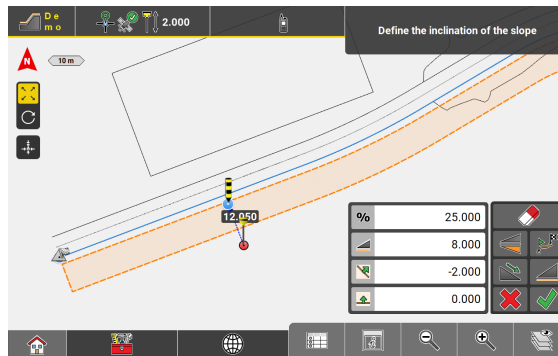 De
mo
2.000
Define the inclination of the slope
N
10 m
12.050
% 25.000
8.000
-2.000
0.000